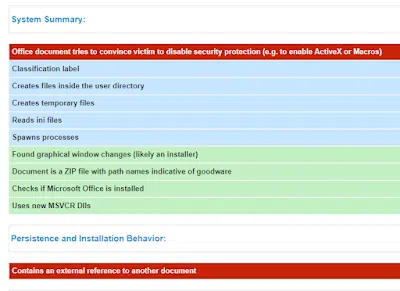 System Summary:
Office document tries to convince victim to disable security protection (e.g. to enable ActiveX or Macros)
Classification label
Creates files inside the user directory
Creates temporary files
Reads ini files
Spawns processes
Found graphical window changes (likely an installer)
Document is a ZIP file with path names indicative of goodware
Checks if Microsoft Office is installed
Uses new MSVCR Dlls
Persistence and Installation Behavior:
Contains an external reference to another document